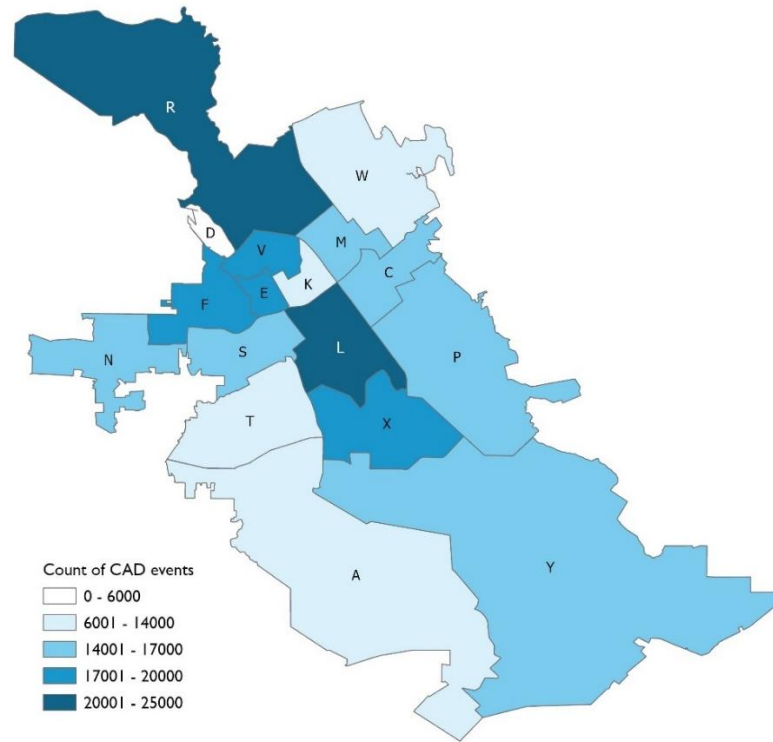 R
W
D
V
M
C
K
E
F
L
S
N
P
T
X
A
Y
Count of CAD events
0 - 6000
6001 - 14000
14001 - 17000
17001 - 20000
20001 - 25000